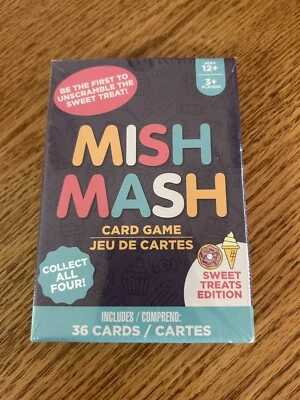 BE THE FIRST TO
UNSCRAMBLE THE
SWEET TREAT!
AGES
12+
3+
PLAYERS
MISH
MASH
CARD GAME
JEU DE CARTES
COLLECT
ALL
FOUR!
SWEET
TREATS
EDITION
INCLUDES / COMPREND:
36 CARDS / CARTES